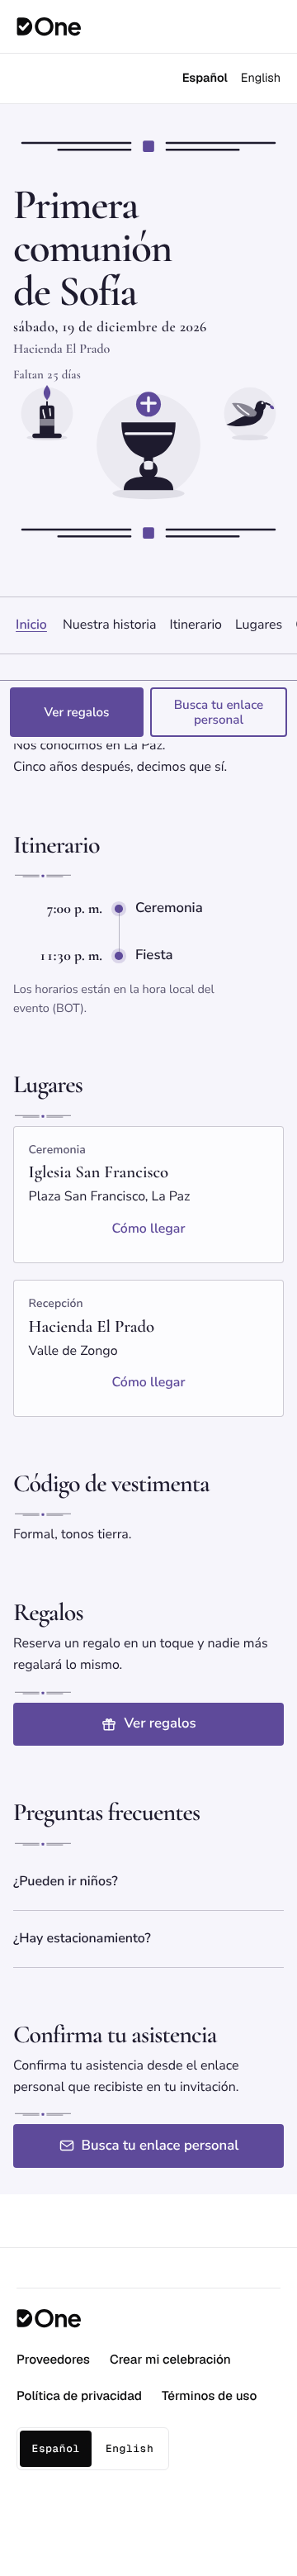 DOne
Español English
Primera
comunión
de Sofía
sábado, 19 de diciembre de 2026
Hacienda El Prado
Faltan 25 días
Inicio Nuestra historia Itinerario Lugares
Ver regalos
Busca tu enlace
personal
Nos conocimos en La Paz.
Cinco años después, decimos que sí.
Itinerario
7:00 p. m. Ceremonia
11:30 p. m. Fiesta
Los horarios están en la hora local del
evento (BOT).
Lugares
Ceremonia
Iglesia San Francisco
Plaza San Francisco, La Paz
Cómo llegar
Recepción
Hacienda El Prado
Valle de Zongo
Cómo llegar
Código de vestimenta
Formal, tonos tierra.
Regalos
Reserva un regalo en un toque y nadie más
regalará lo mismo.
Ver regalos
Preguntas frecuentes
¿Pueden ir niños?
¿Hay estacionamiento?
Confirma tu asistencia
Confirma tu asistencia desde el enlace
personal que recibiste en tu invitación.
Busca tu enlace personal
DOne
Proveedores Crear mi celebración
Política de privacidad Términos de uso
Español English